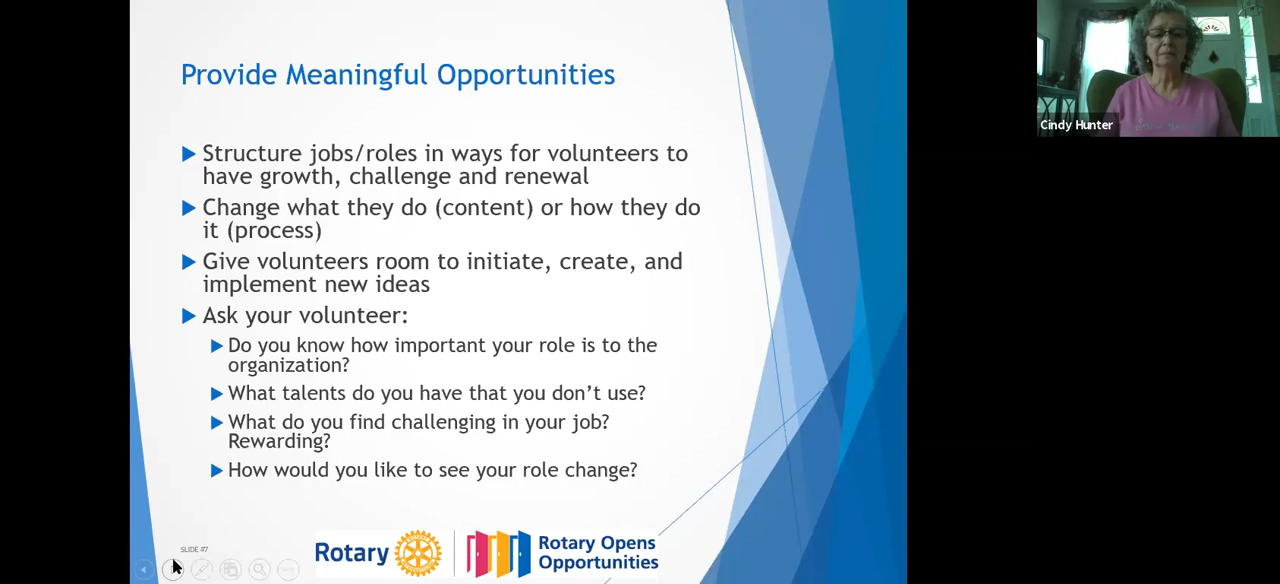 Provide Meaningful Opportunities
Structure jobs/roles in ways for volunteers to
have growth, challenge and renewal
Change what they do (content) or how they do
it (process)
Give volunteers room to initiate, create, and
implement new ideas
Ask your volunteer:
Do you know how important your role is to the
organization?
What talents do you have that you don't use?
What do you find challenging in your job?
Rewarding?
How would you like to see your role change?
SLIDE 47
Rotary
Rotary Opens
Opportunities
Cindy Hunter